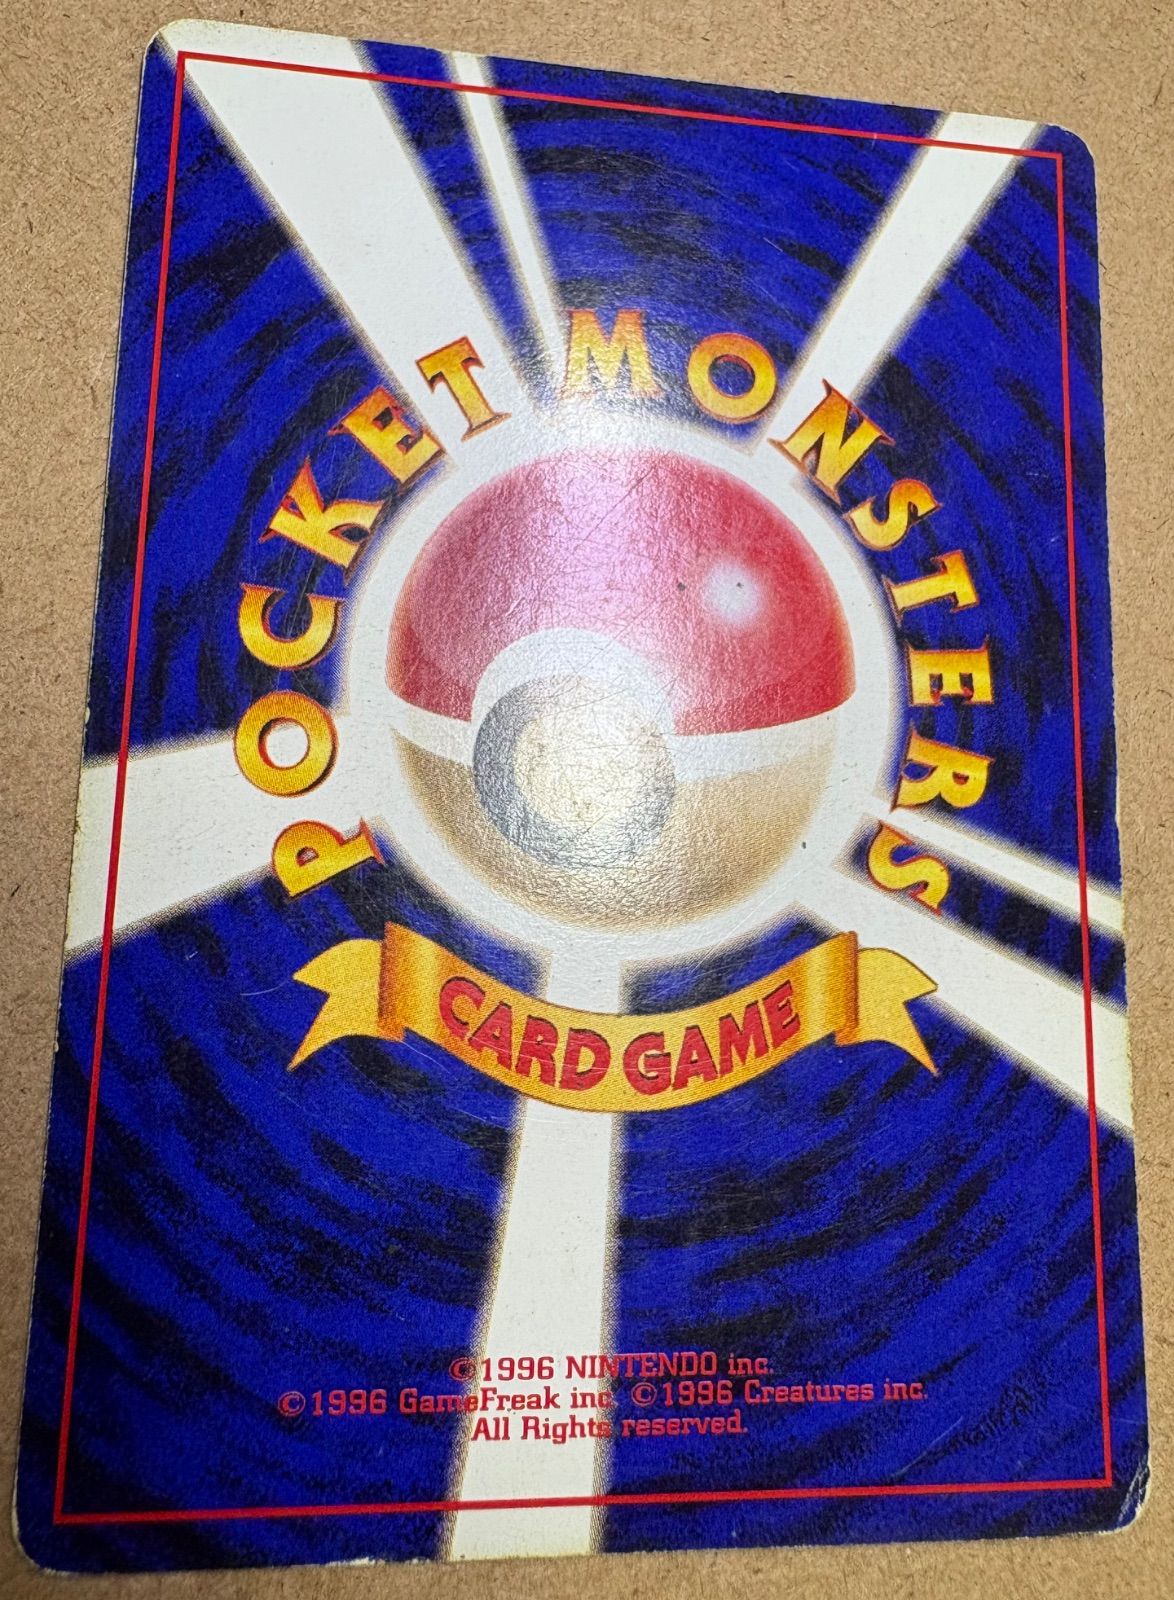 POCKET MONSTERS
CARD GAME
©1996 NINTENDO inc.
©1996 GameFreak inc. ©1996 Creatures inc.
All Rights reserved.